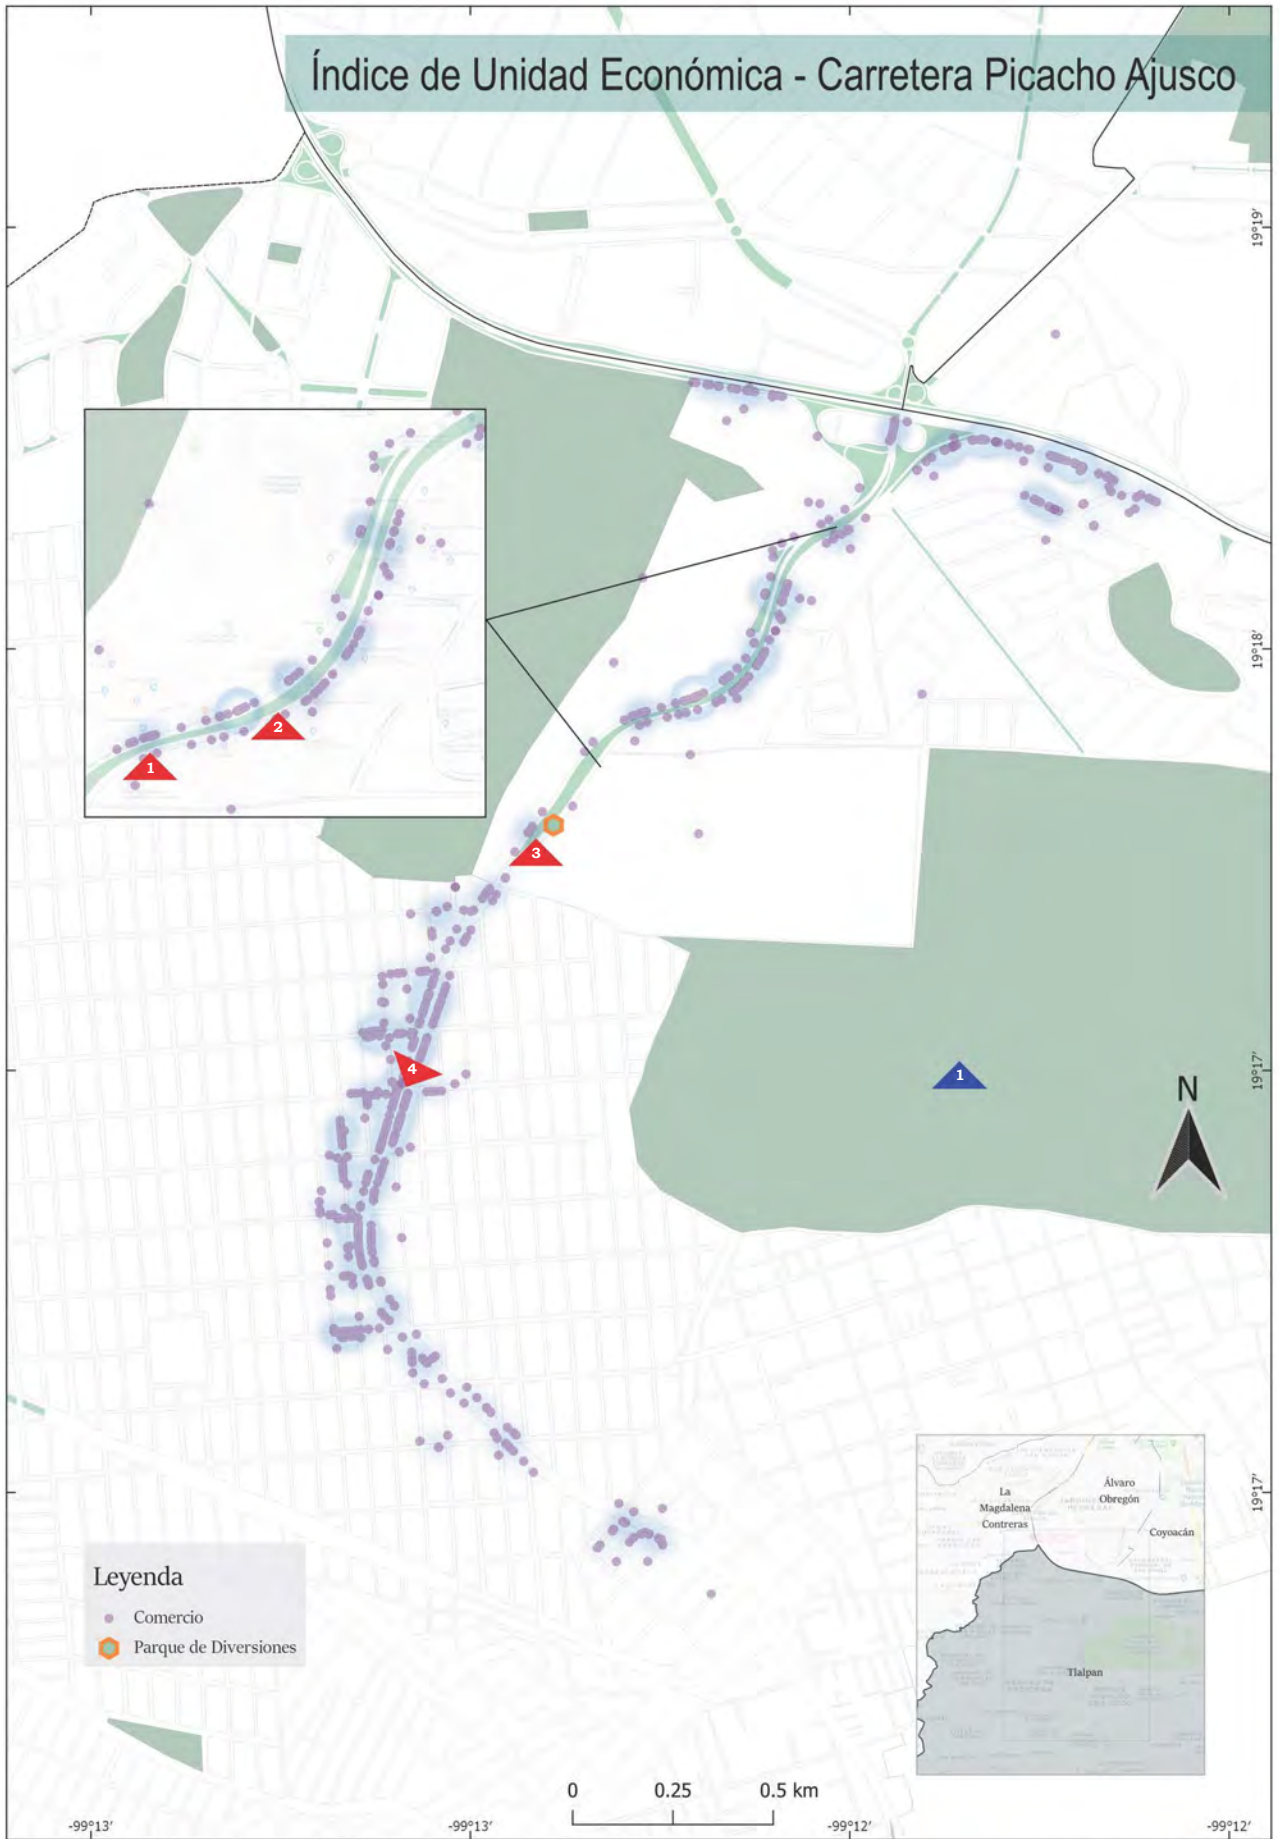 Índice de Unidad Económica - Carretera Picacho Ajusco
19°19'
19°18'
2
1
3
4
1
19°17'
N
La
Magdalena
Contreras
Álvaro
Obregón
Coyoacán
19°17'
Tlalpan
Leyenda
Comercio
Parque de Diversiones
0 0.25 0.5 km
-99°13' -99°13' -99°12' -99°12'